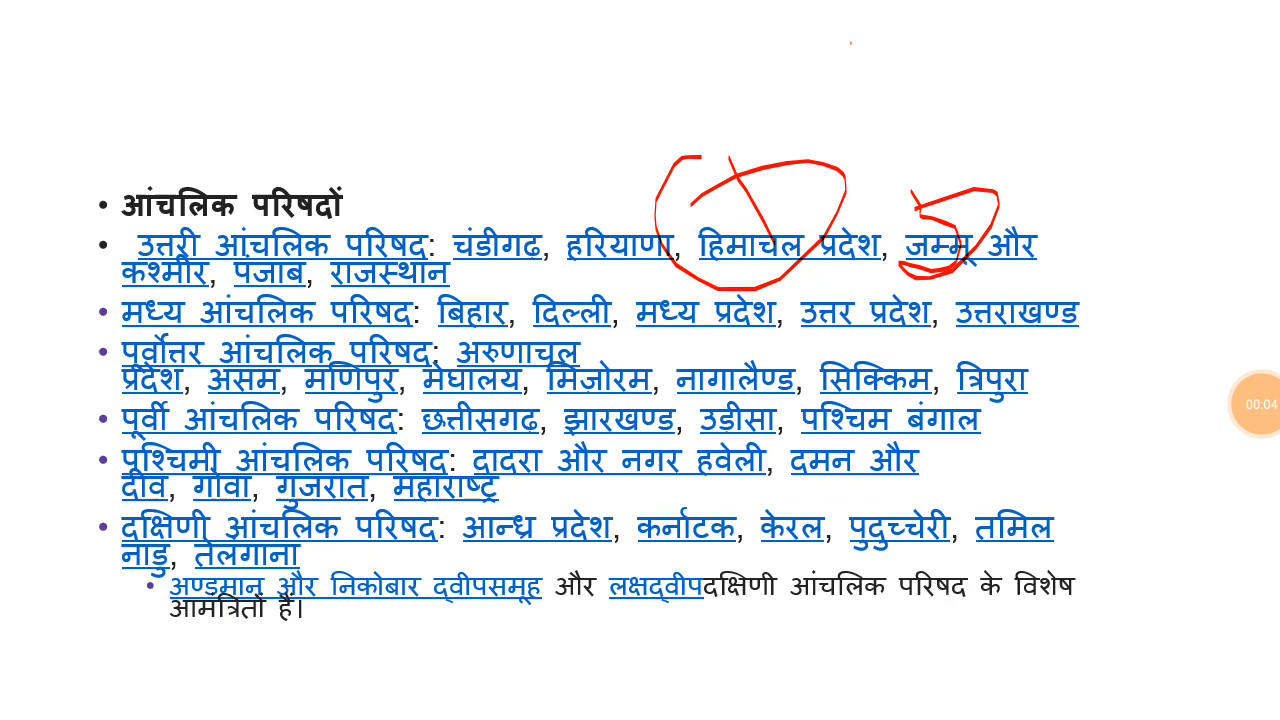 • आंचलिक परिषदों
• उत्तरी आंचलिक परिषद: चंडीगढ, हरियाणा, हिमाचल प्रदेश, जम्मू और
कश्मीर, पंजाब, राजस्थान
• मध्य आंचलिक परिषद: बिहार, दिल्ली, मध्य प्रदेश, उत्तर प्रदेश, उत्तराखण्ड
• पूर्वोत्तर आंचलिक परिषद: अरुणाचल
प्रदेश, असम, मणिपुर, मेघालय, मिजोरम, नागालैण्ड, सिक्किम, त्रिपुरा
• पूर्वी आंचलिक परिषद: छत्तीसगढ, झारखण्ड, उडीसा, पश्चिम बंगाल
• पश्चिमी आंचलिक परिषद: दादरा और नगर हवेली, दमन और
दीव, गोवा, गुजरात, महाराष्ट्र
• दक्षिणी आंचलिक परिषद: आन्ध्र प्रदेश, कर्नाटक, केरल, पुदुच्चेरी, तमिल
नाडु, तेलंगाना
• अण्डमान और निकोबार द्वीपसमूह और लक्षद्वीपदक्षिणी आंचलिक परिषद के विशेष
आमंत्रितों हैं।
00:04